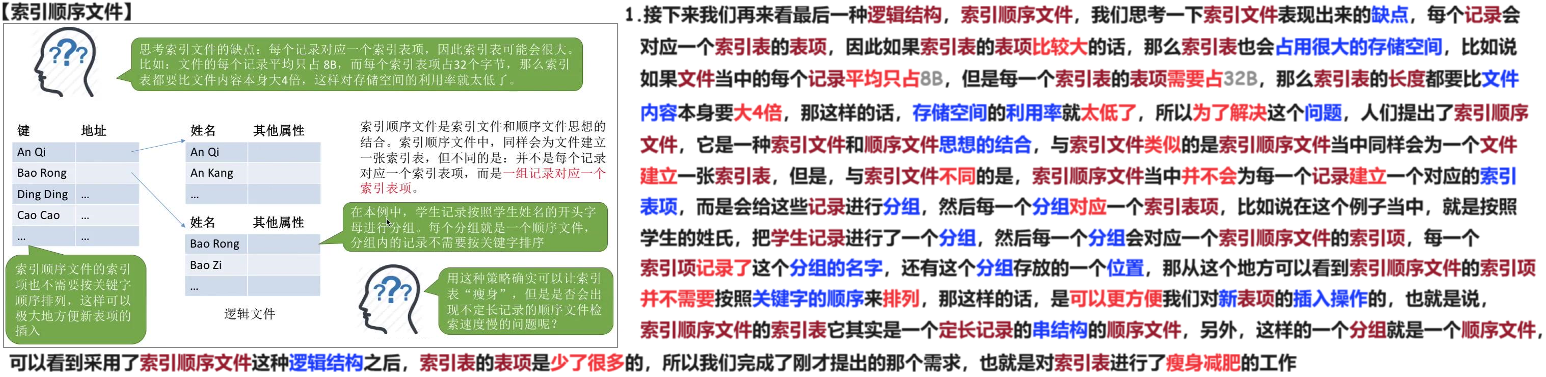 【索引顺序文件】
思考索引文件的缺点：每个记录对应一个索引表项，因此索引表可能会很大。
比如：文件的每个记录平均只占 8B，而每个索引表项占32个字节，那么索引
表都要比文件内容本身大4倍，这样对存储空间的利用率就太低了。
键 地址
An Qi
Bao Rong
Ding Ding ...
Cao Cao ...
... ...
姓名 其他属性
An Qi
An Kang
...
姓名 其他属性
Bao Rong
Bao Zi
...
逻辑文件
索引顺序文件是索引文件和顺序文件思想的
结合。索引顺序文件中，同样会为文件建立
一张索引表，但不同的是：并不是每个记录
对应一个索引表项，而是一组记录对应一个
索引表项。
在本例中，学生记录按照学生姓名的开头字
母进行分组。每个分组就是一个顺序文件，
分组内的记录不需要按关键字排序
索引顺序文件的索引
项也不需要按关键字
顺序排列，这样可以
极大地方便新表项的
插入
用这种策略确实可以让索引
表“瘦身”，但是是否会出
现不定长记录的顺序文件检
索速度慢的问题呢？
1.接下来我们再来看最后一种逻辑结构，索引顺序文件，我们思考一下索引文件表现出来的缺点，每个记录会
对应一个索引表的表项，因此如果索引表的表项比较大的话，那么索引表也会占用很大的存储空间，比如说
如果文件当中的每个记录平均只占8B，但是每一个索引表的表项需要占32B，那么索引表的长度都要比文件
内容本身要大4倍，那这样的话，存储空间的利用率就太低了，所以为了解决这个问题，人们提出了索引顺序
文件，它是一种索引文件和顺序文件思想的结合，与索引文件类似的是索引顺序文件当中同样会为一个文件
建立一张索引表，但是，与索引文件不同的是，索引顺序文件当中并不会为每一个记录建立一个对应的索引
表项，而是会给这些记录进行分组，然后每一个分组对应一个索引表项，比如说在这个例子当中，就是按照
学生的姓氏，把学生记录进行了一个分组，然后每一个分组会对应一个索引顺序文件的索引项，每一个
索引项记录了这个分组的名字，还有这个分组存放的一个位置，那从这个地方可以看到索引顺序文件的索引项
并不需要按照关键字的顺序来排列，那这样的话，是可以更方便我们对新表项的插入操作的，也就是说，
索引顺序文件的索引表它其实是一个定长记录的串结构的顺序文件，另外，这样的一个分组就是一个顺序文件，
可以看到采用了索引顺序文件这种逻辑结构之后，索引表的表项是少了很多的，所以我们完成了刚才提出的那个需求，也就是对索引表进行了瘦身减肥的工作